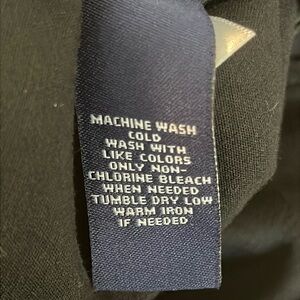 MACHINE WASH
COLD
WASH WITH
LIKE COLORS
ONLY NON-
CHLORINE BLEACH
WHEN NEEDED
TUMBLE DRY LOW
WARM IRON
IF NEEDED